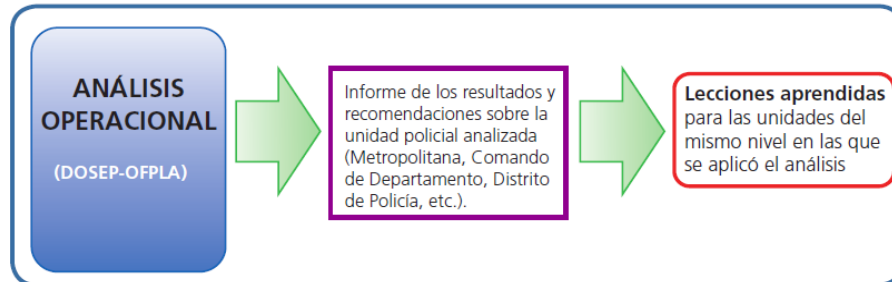 ANÁLISIS
OPERACIONAL
(DOSEP-OFPLA)
Informe de los resultados y
recomendaciones sobre la
unidad policial analizada
(Metropolitana, Comando
de Departamento, Distrito
de Policía, etc.).
Lecciones aprendidas
para las unidades del
mismo nivel en las que
se aplicó el análisis